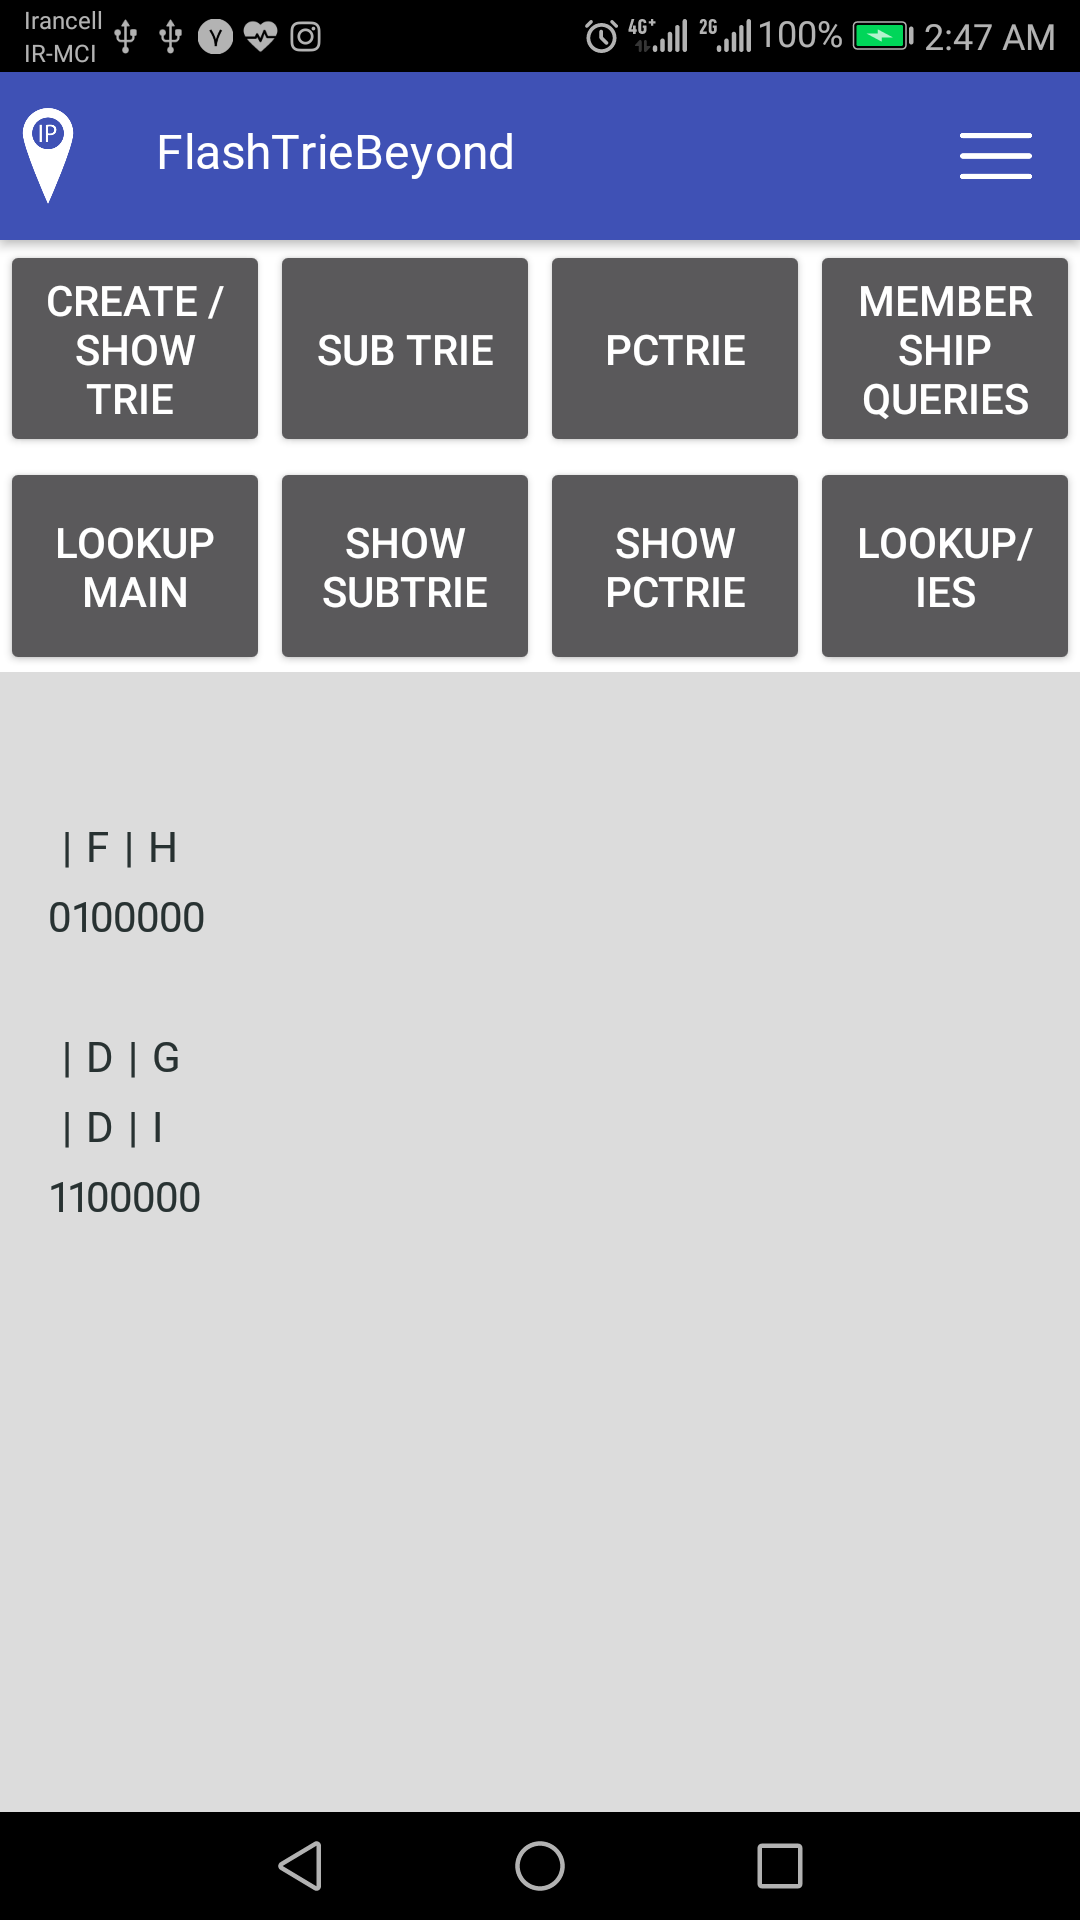 Irancell
IR-MCI
γ
4G+
2G
100%
2:47 AM
IP
FlashTrieBeyond
CREATE /
SHOW
TRIE
SUB TRIE
PCTRIE
MEMBER
SHIP
QUERIES
LOOKUP
MAIN
SHOW
SUBTRIE
SHOW
PCTRIE
LOOKUP/
IES
| F | H
0100000
| D | G
| D | I
1100000